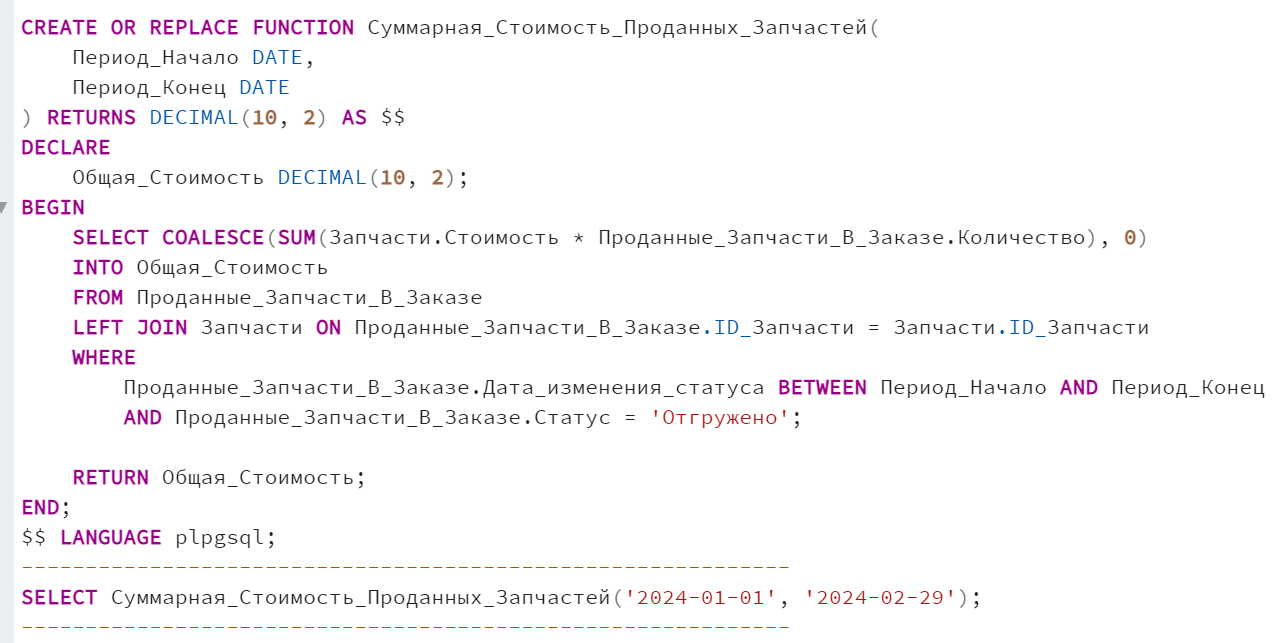 CREATE OR REPLACE FUNCTION Суммарная_Стоимость_Проданных_Запчастей(
    Период_Начало DATE,
    Период_Конец DATE
) RETURNS DECIMAL(10, 2) AS $$
DECLARE
    Общая_Стоимость DECIMAL(10, 2);
BEGIN
    SELECT COALESCE(SUM(Запчасти.Стоимость * Проданные_Запчасти_В_Заказе.Количество), 0)
    INTO Общая_Стоимость
    FROM Проданные_Запчасти_В_Заказе
    LEFT JOIN Запчасти ON Проданные_Запчасти_В_Заказе.ID_Запчасти = Запчасти.ID_Запчасти
    WHERE
        Проданные_Запчасти_В_Заказе.Дата_изменения_статуса BETWEEN Период_Начало AND Период_Конец
        AND Проданные_Запчасти_В_Заказе.Статус = 'Отгружено';

    RETURN Общая_Стоимость;
END;
$$ LANGUAGE plpgsql;
------------------------------------------------------------
SELECT Суммарная_Стоимость_Проданных_Запчастей('2024-01-01', '2024-02-29');
------------------------------------------------------------